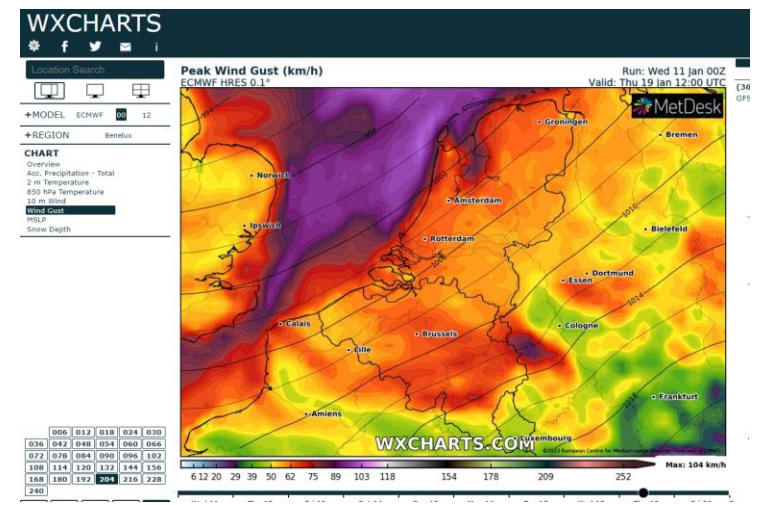 WXCHARTS
Location Search
+MODEL ECMWF 00 12
+REGION Benelux
CHART
Overview
Acc. Precipitation - Total
2 m Temperature
850 hPa Temperature
10 m Wind
Wind Gust
MSLP
Snow Depth
006 012 018 024 030
036 042 048 054 060 066
072 078 084 090 096 102
108 114 120 132 144 156
168 180 192 204 216 228
240
Peak Wind Gust (km/h)
ECMWF HRES 0.1°
Run: Wed 11 Jan 00Z
Valid: Thu 19 Jan 12:00 UTC
MetDesk
Groningen
Bremen
Norwich
Amsterdam
Ipswich
1010
Bielefeld
Rotterdam
Dortmund
Essen
1014
Calais
Cologne
Brussels
Lille
Frankfurt
Amiens
Luxembourg
WXCHARTS.COM
6 12 20 29 39 50 62 75 89 103 118 154 178 209 252
Max: 104 km/h